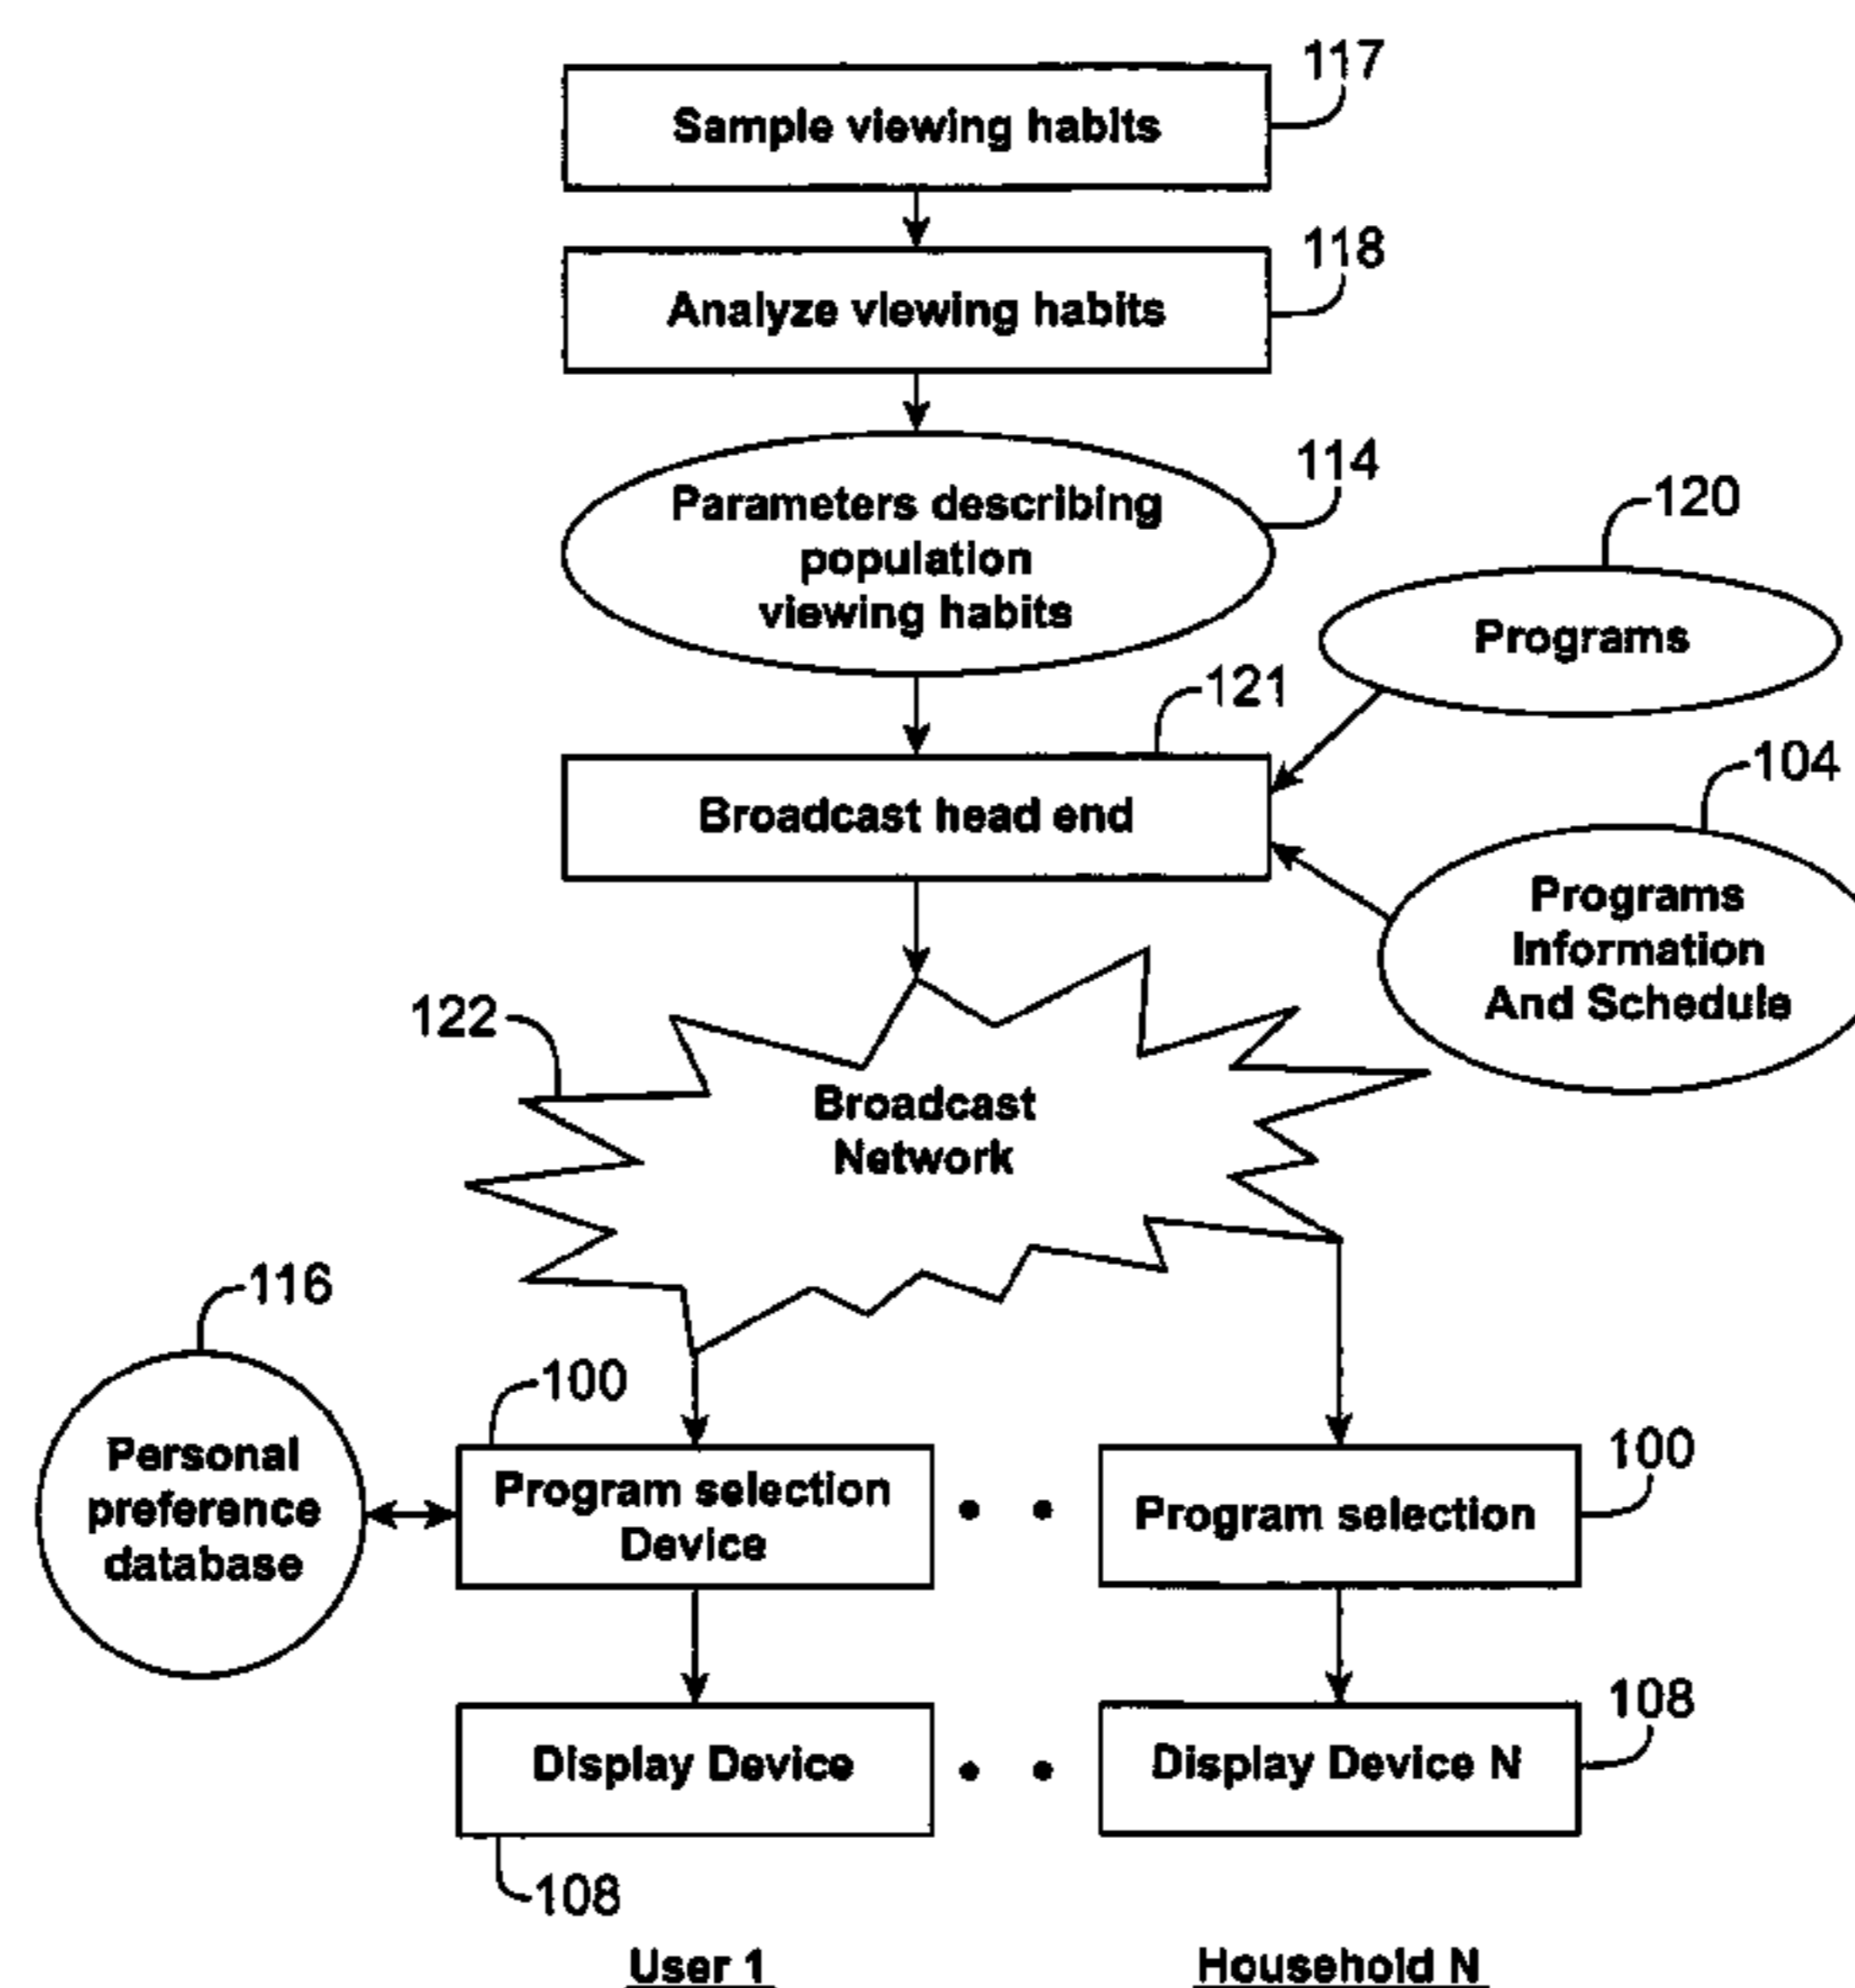 117
Sample viewing habits
118
Analyze viewing habits
114
Parameters describing
population
viewing habits
120
Programs
121
Broadcast head end
104
Programs
Information
And Schedule
122
Broadcast
Network
116
Personal
preference
database
100
Program selection
Device
100
Program selection
Display Device
108
Display Device N
108
User 1
Household N